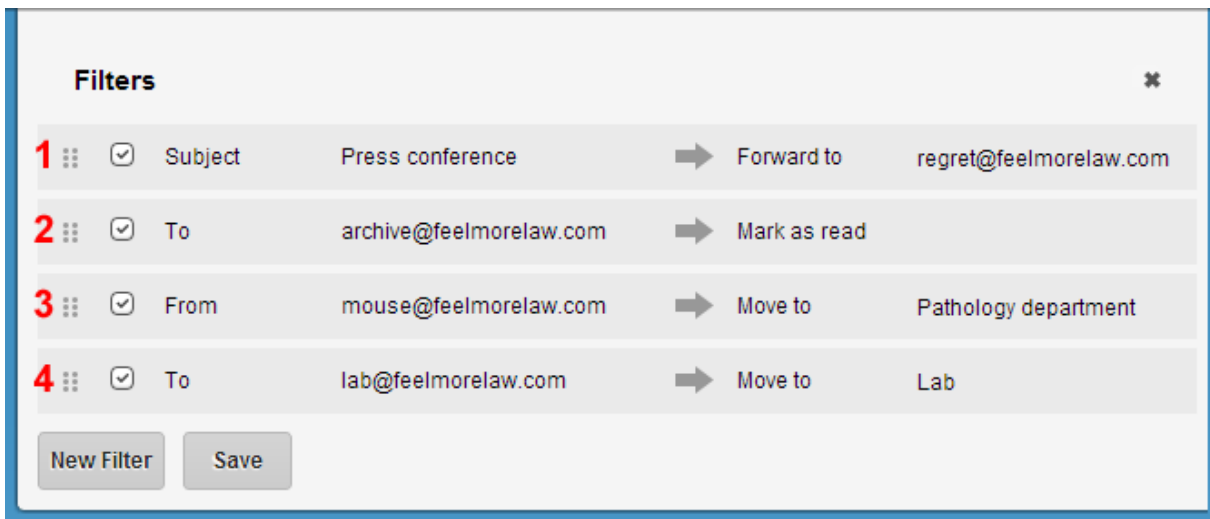 Filters
1 Subject Press conference Forward to regret@feelmorelaw.com
2 To archive@feelmorelaw.com Mark as read
3 From mouse@feelmorelaw.com Move to Pathology department
4 To lab@feelmorelaw.com Move to Lab
New Filter Save